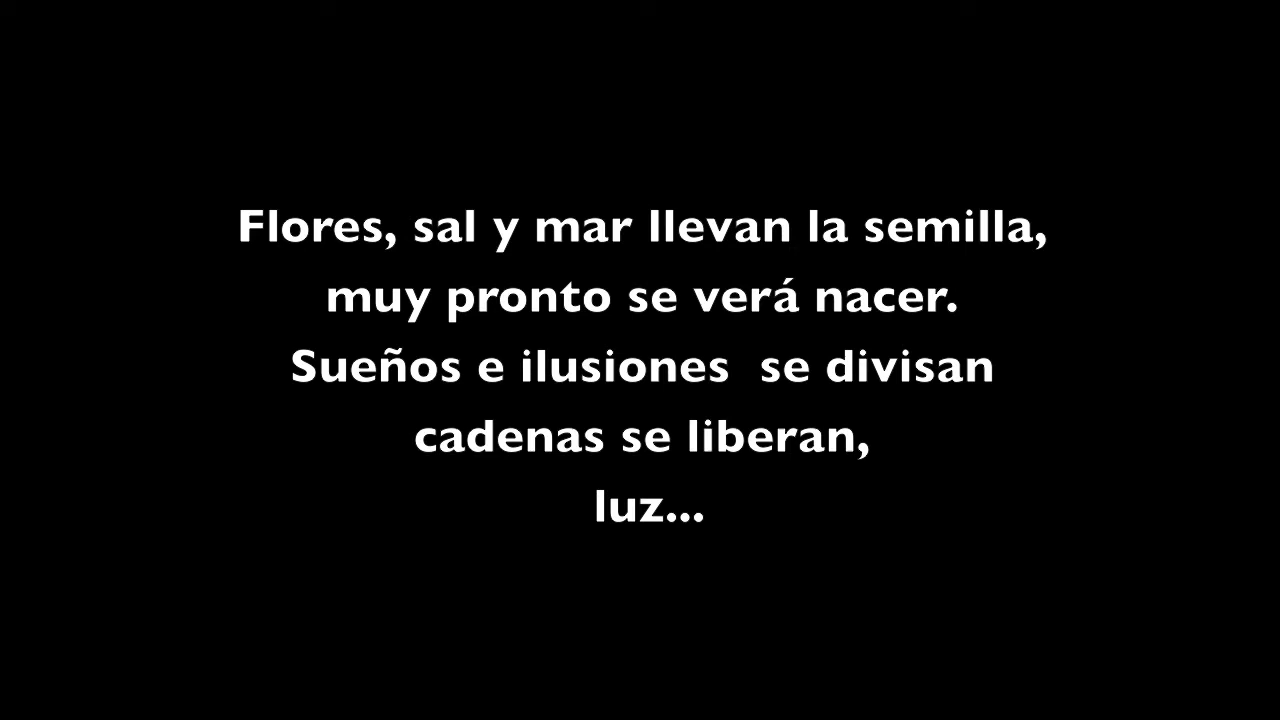 Flores, sal y mar llevan la semilla,
muy pronto se verá nacer.
Sueños e ilusiones  se divisan
cadenas se liberan,
luz...